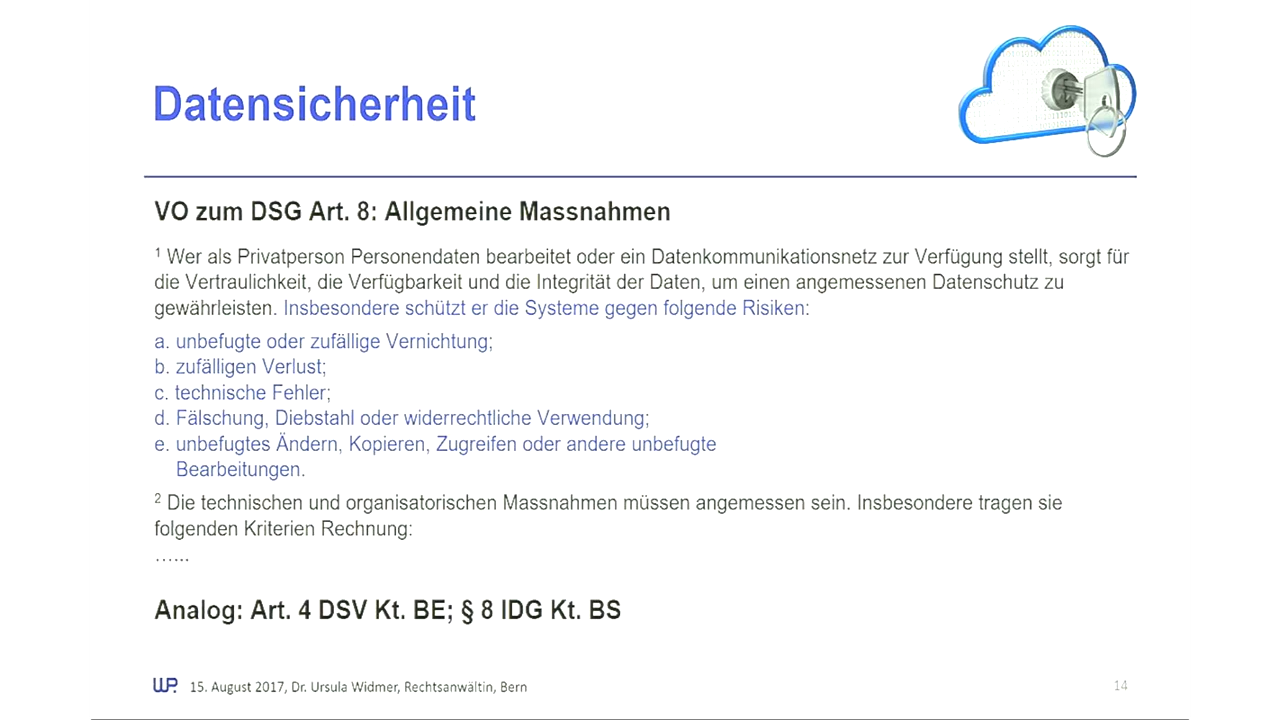 Datensicherheit
VO zum DSG Art. 8: Allgemeine Massnahmen
¹ Wer als Privatperson Personendaten bearbeitet oder ein Datenkommunikationsnetz zur Verfügung stellt, sorgt für
die Vertraulichkeit, die Verfügbarkeit und die Integrität der Daten, um einen angemessenen Datenschutz zu
gewährleisten. Insbesondere schützt er die Systeme gegen folgende Risiken:
a. unbefugte oder zufällige Vernichtung;
b. zufälligen Verlust;
c. technische Fehler;
d. Fälschung, Diebstahl oder widerrechtliche Verwendung;
e. unbefugtes Ändern, Kopieren, Zugreifen oder andere unbefugte
Bearbeitungen.
² Die technischen und organisatorischen Massnahmen müssen angemessen sein. Insbesondere tragen sie
folgenden Kriterien Rechnung:
…...
Analog: Art. 4 DSV Kt. BE; § 8 IDG Kt. BS
WP. 15. August 2017, Dr. Ursula Widmer, Rechtsanwältin, Bern
14